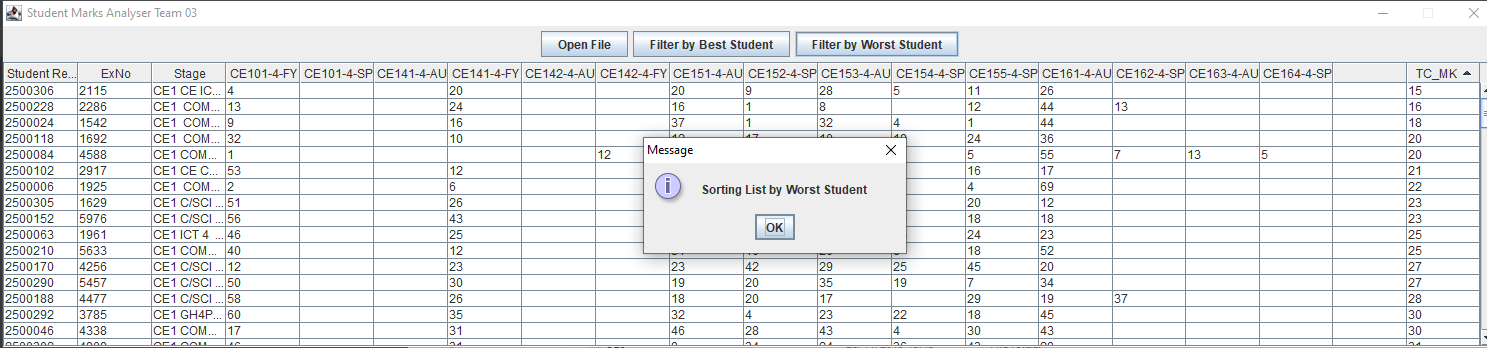 Student Marks Analyser Team 03
Open File Filter by Best Student Filter by Worst Student
Student Re... ExNo Stage CE101-4-FY CE101-4-SP CE141-4-AU CE141-4-FY CE142-4-AU CE142-4-FY CE151-4-AU CE152-4-SP CE153-4-AU CE154-4-SP CE155-4-SP CE161-4-AU CE162-4-SP CE163-4-AU CE164-4-SP TC_MK
2500306 2115 CE1 CE IC... 4 20 20 9 28 5 11 26 15
2500228 2286 CE1 COM... 13 24 16 1 8 12 44 13 16
2500024 1542 CE1 COM... 9 16 37 1 32 4 1 44 18
2500118 1692 CE1 COM... 32 10 24 36 20
2500084 4588 CE1 COM... 1 12 5 55 7 13 5 20
2500102 2917 CE1 CE C... 53 12 16 17 21
2500006 1925 CE1 COM... 2 6 4 69 22
2500305 1629 CE1 C/SCI ... 51 26 20 12 23
2500152 5976 CE1 C/SCI ... 56 43 18 18 23
2500063 1961 CE1 ICT 4 ... 46 25 24 23 25
2500210 5633 CE1 COM... 40 12 18 52 25
2500170 4256 CE1 C/SCI ... 12 23 23 42 29 25 45 20 27
2500290 5457 CE1 C/SCI ... 50 30 19 20 35 19 7 34 27
2500188 4477 CE1 C/SCI ... 58 26 18 20 17 29 19 37 28
2500292 3785 CE1 GH4P... 60 35 32 4 23 22 18 45 30
2500046 4338 CE1 COM... 17 31 46 28 43 4 30 43 30
Message
Sorting List by Worst Student
OK